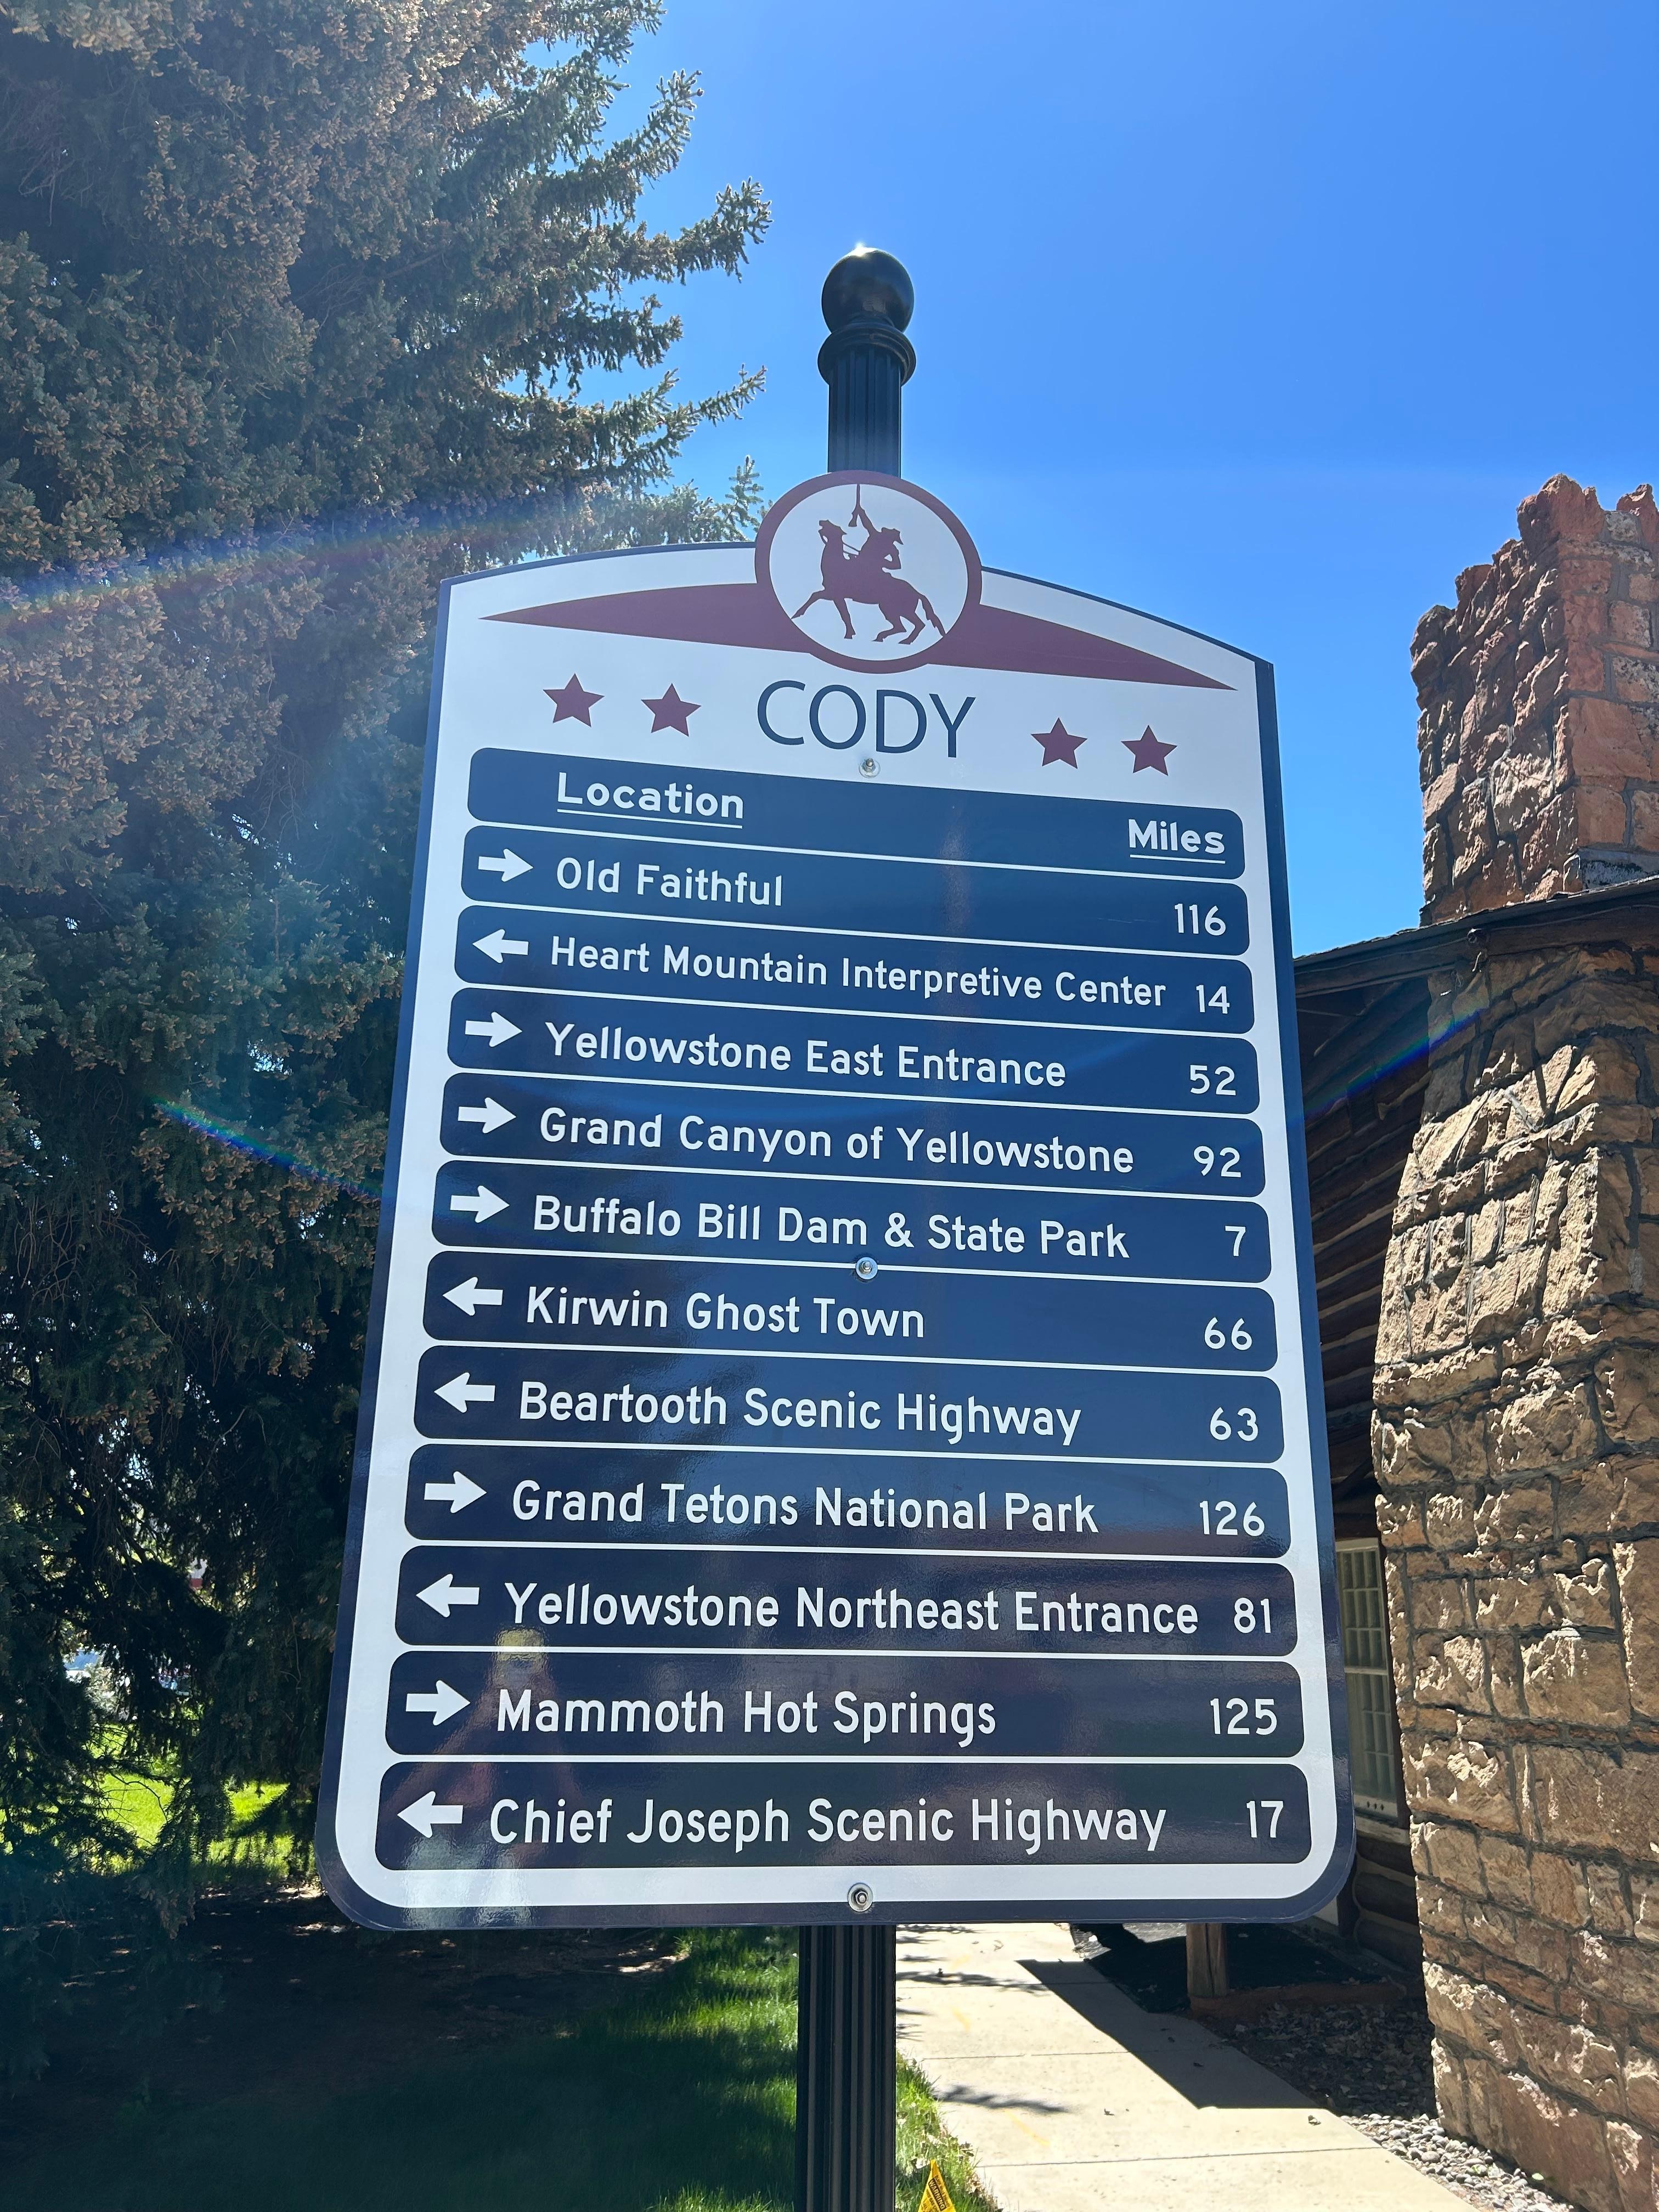 CODY
Location Miles
→ Old Faithful 116
← Heart Mountain Interpretive Center 14
→ Yellowstone East Entrance 52
→ Grand Canyon of Yellowstone 92
→ Buffalo Bill Dam & State Park 7
← Kirwin Ghost Town 66
← Beartooth Scenic Highway 63
→ Grand Tetons National Park 126
← Yellowstone Northeast Entrance 81
→ Mammoth Hot Springs 125
← Chief Joseph Scenic Highway 17